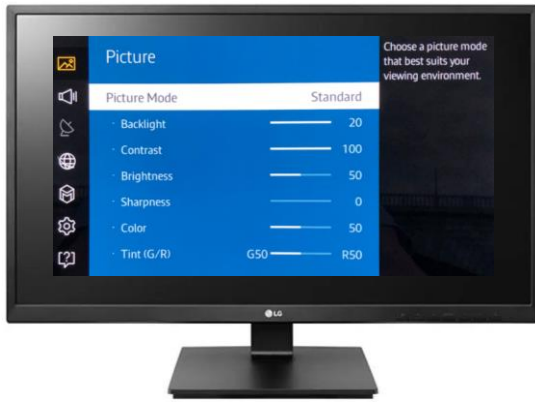 Picture
Choose a picture mode
that best suits your
viewing environment.
Picture Mode Standard
· Backlight 20
· Contrast 100
· Brightness 50
· Sharpness 0
· Color 50
· Tint (G/R) G50 R50
LG